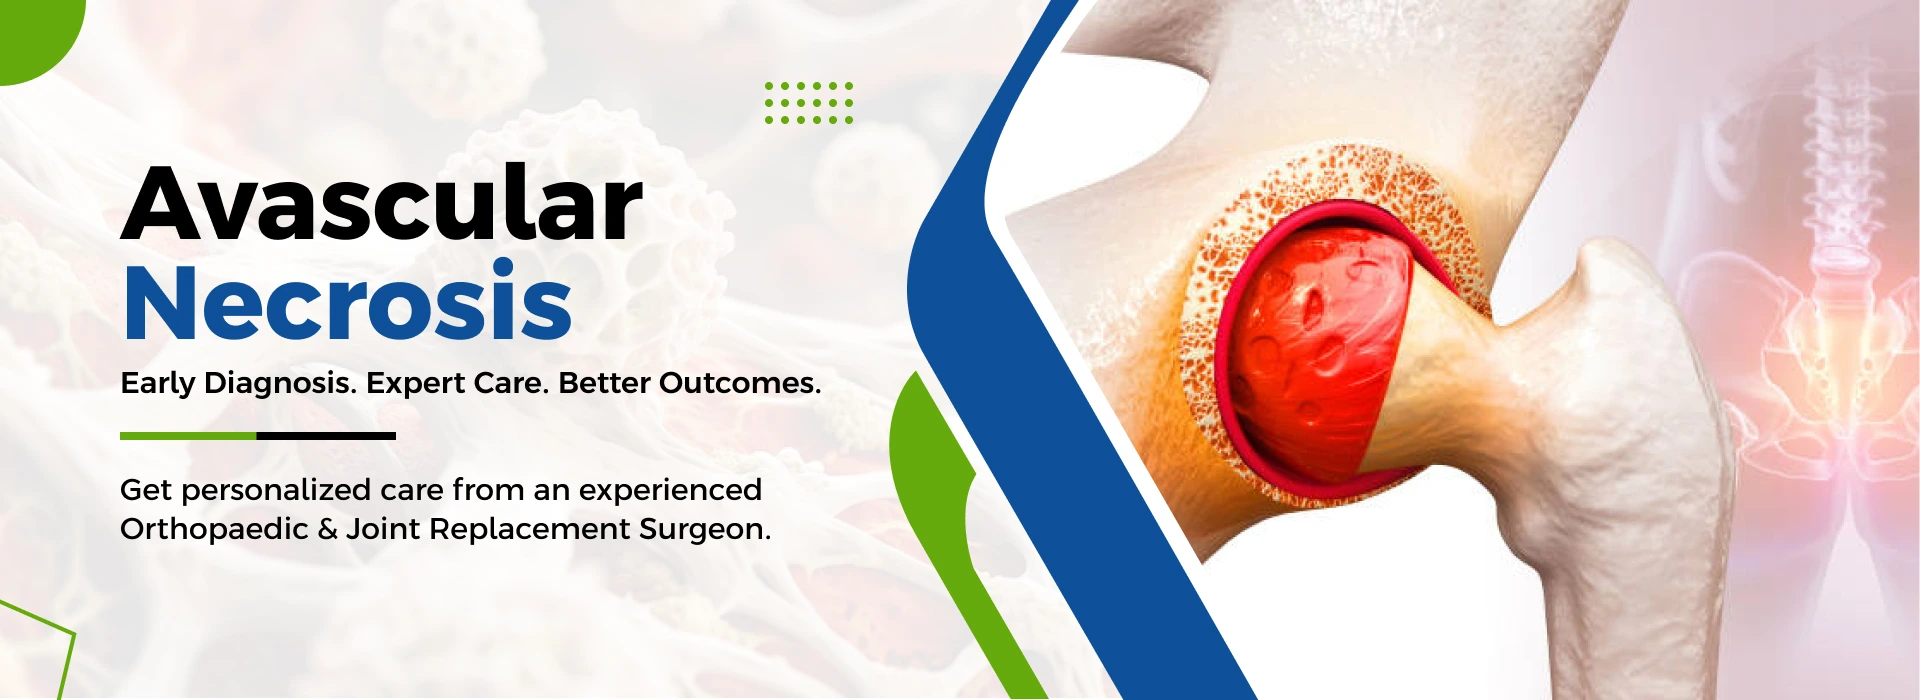 Avascular
Necrosis
Early Diagnosis. Expert Care. Better Outcomes.
Get personalized care from an experienced
Orthopaedic & Joint Replacement Surgeon.